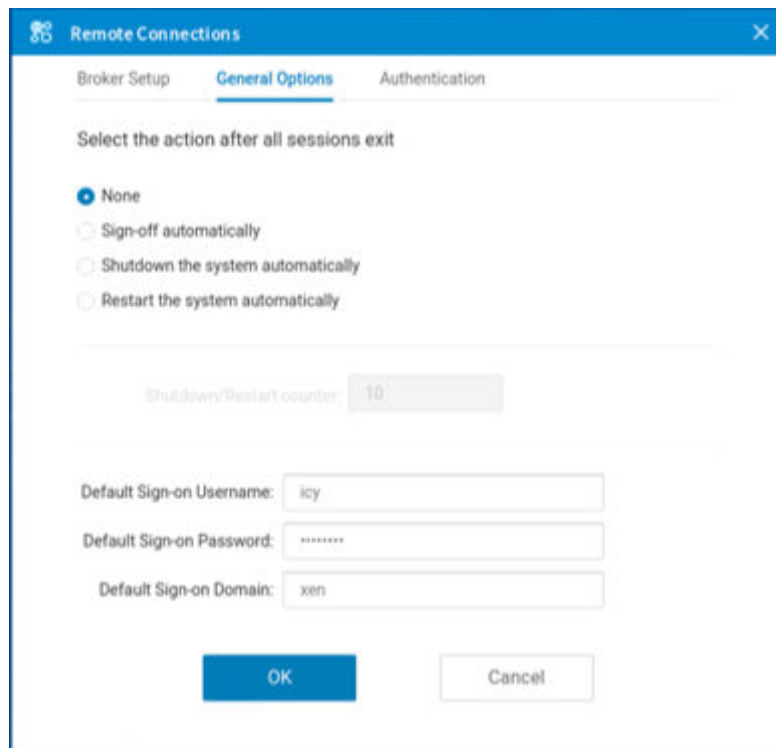 Remote Connections
Broker Setup General Options Authentication
Select the action after all sessions exit
None
Sign-off automatically
Shutdown the system automatically
Restart the system automatically
Shutdown/Restart counter: 10
Default Sign-on Username: icy
Default Sign-on Password: ········
Default Sign-on Domain: xen
OK Cancel